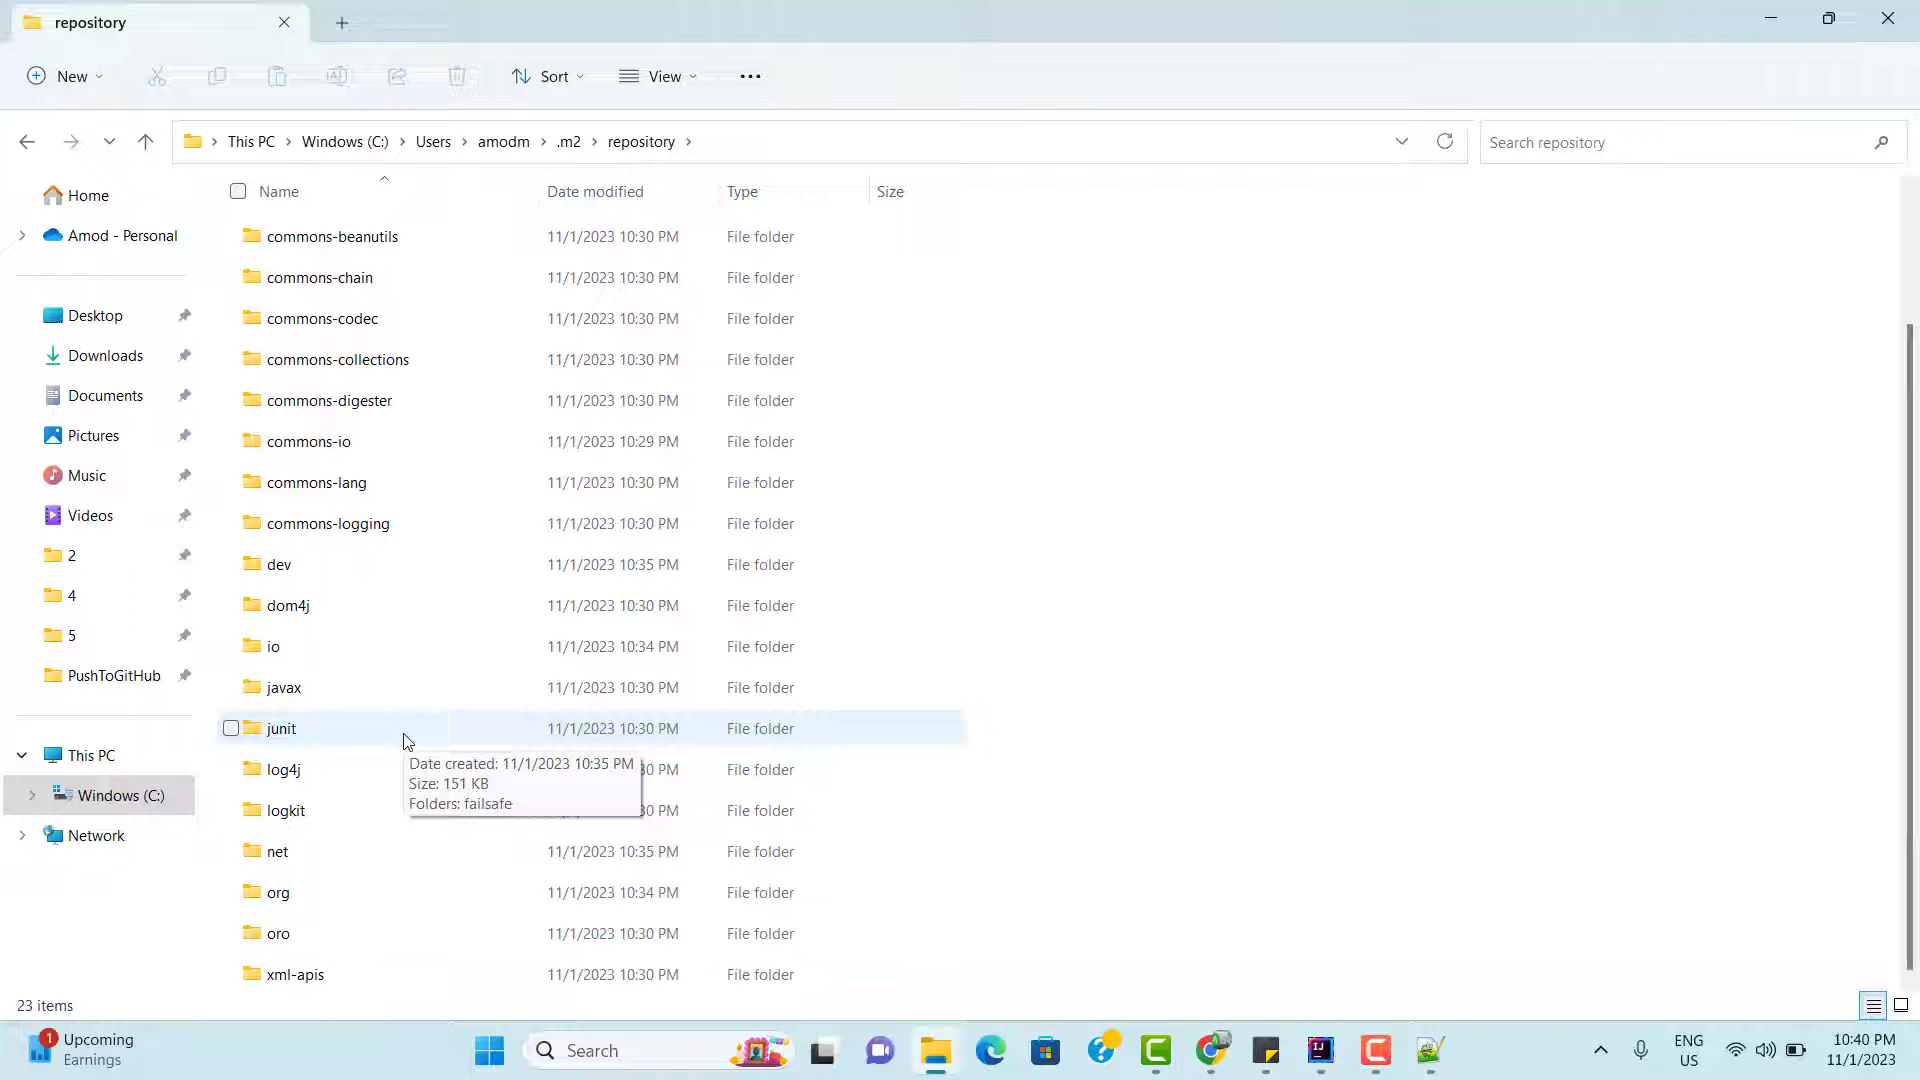 repository
New
Sort
View
This PC
Windows (C:)
Users
amodm
.m2
repository
Search repository
Name
Date modified
Type
Size
Home
Amod - Personal
Desktop
Downloads
Documents
Pictures
Music
Videos
2
4
5
PushToGitHub
This PC
Windows (C:)
Network
commons-beanutils 11/1/2023 10:30 PM File folder
commons-chain 11/1/2023 10:30 PM File folder
commons-codec 11/1/2023 10:30 PM File folder
commons-collections 11/1/2023 10:30 PM File folder
commons-digester 11/1/2023 10:30 PM File folder
commons-io 11/1/2023 10:29 PM File folder
commons-lang 11/1/2023 10:30 PM File folder
commons-logging 11/1/2023 10:30 PM File folder
dev 11/1/2023 10:35 PM File folder
dom4j 11/1/2023 10:30 PM File folder
io 11/1/2023 10:34 PM File folder
javax 11/1/2023 10:30 PM File folder
junit 11/1/2023 10:30 PM File folder
log4j 30 PM File folder
logkit 30 PM File folder
Date created: 11/1/2023 10:35 PM
Size: 151 KB
Folders: failsafe
net 11/1/2023 10:35 PM File folder
org 11/1/2023 10:34 PM File folder
oro 11/1/2023 10:30 PM File folder
xml-apis 11/1/2023 10:30 PM File folder
23 items
1
Upcoming
Earnings
Search
IJ
ENG
US
10:40 PM
11/1/2023